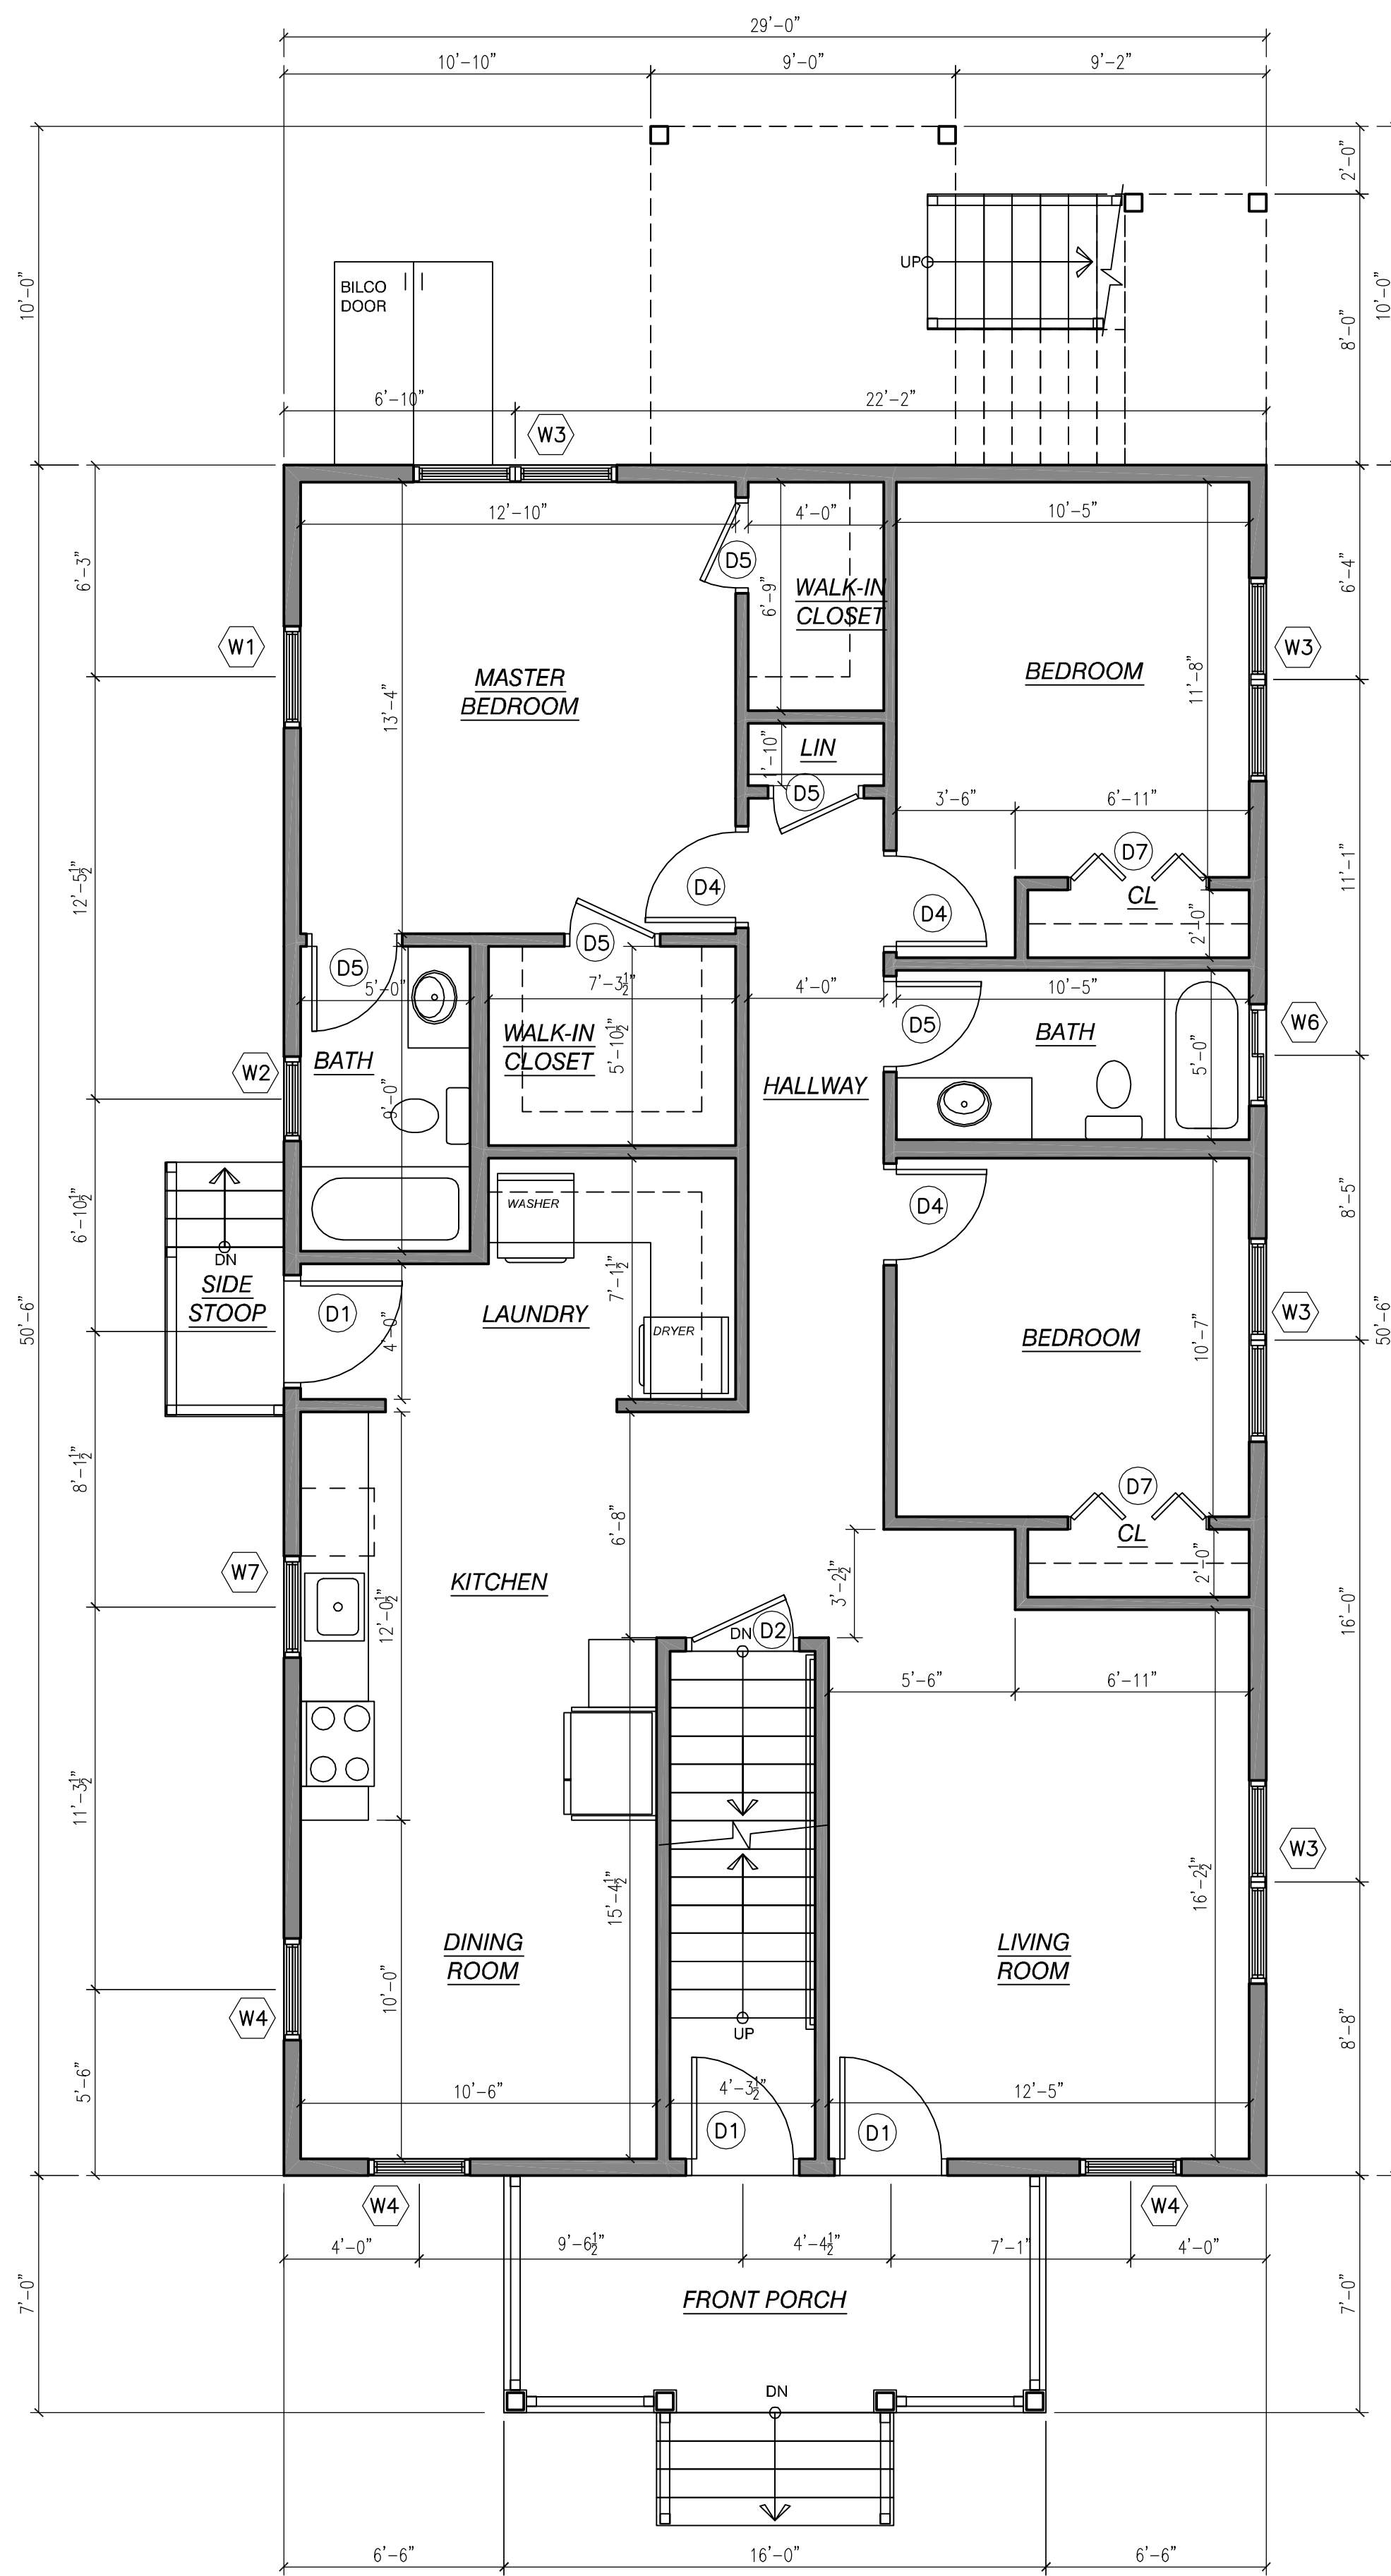 29'-0"
10'-10" 9'-0" 9'-2"
2'-0"
10'-0" 8'-0" 10'-0"
UP
BILCO
DOOR
6'-10" 22'-2"
W3
12'-10" 4'-0" 10'-5"
D5
6'-3" 6'-9" 6'-4"
WALK-IN
CLOSET
W1 W3
MASTER
BEDROOM
BEDROOM
13'-4" 11'-8"
LIN
1'-10"
D5
3'-6" 6'-11"
D7
12'-5½" 11'-1"
D4 D4
CL
2'-0"
D5 D5
5'-0" 7'-3½" 4'-0" 10'-5"
D5 W6
BATH
WALK-IN
CLOSET
5'-10½"
BATH
5'-0"
W2
HALLWAY
9'-0"
6'-10½" 8'-5"
WASHER
D4
DN
SIDE
STOOP
D1
LAUNDRY
7'-1½"
4'-0"
DRYER
W3
BEDROOM
10'-7"
50'-6" 50'-6"
8'-1½"
D7
6'-8"
CL
2'-0"
W7
KITCHEN
12'-0½"
3'-2½"
16'-0"
DN D2
5'-6" 6'-11"
11'-3½"
W3
15'-4½" 16'-2½"
DINING
ROOM
LIVING
ROOM
10'-0"
W4
UP
5'-6" 8'-8"
10'-6" 4'-3½" 12'-5"
D1 D1
W4 W4
4'-0" 9'-6½" 4'-4½" 7'-1" 4'-0"
7'-0" 7'-0"
FRONT PORCH
DN
6'-6" 16'-0" 6'-6"